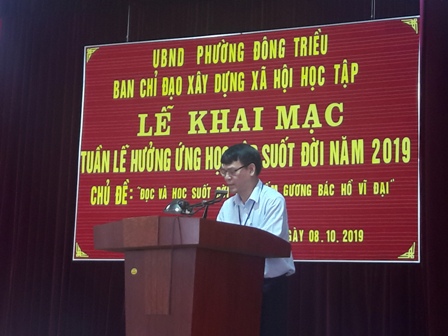 UBND PHƯỜNG ĐÔNG TRIỀU
BAN CHỈ ĐẠO XÂY DỰNG XÃ HỘI HỌC TẬP
LỄ KHAI MẠC
TUẦN LỄ HƯỞNG ỨNG HỌC SUỐT ĐỜI NĂM 2019
CHỦ ĐỀ: "ĐỌC VÀ HỌC SUỐT GƯƠNG BÁC HỒ VĨ ĐẠI"
NGÀY 08.10.2019